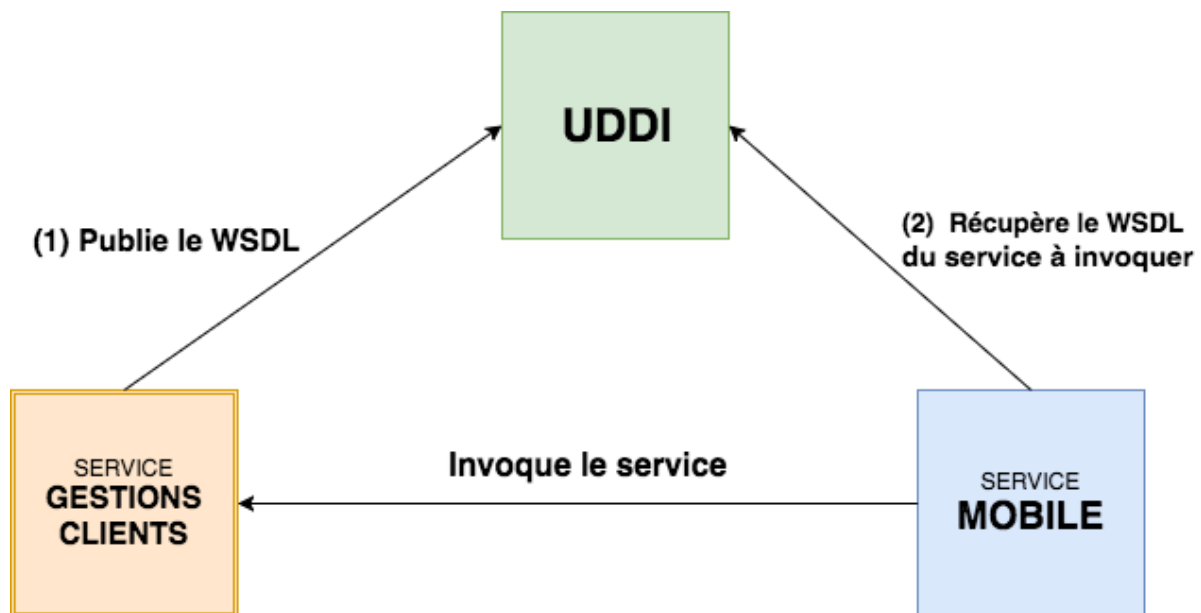 UDDI
(1) Publie le WSDL
(2) Récupère le WSDL
du service à invoquer
SERVICE
GESTIONS
CLIENTS
Invoque le service
SERVICE
MOBILE